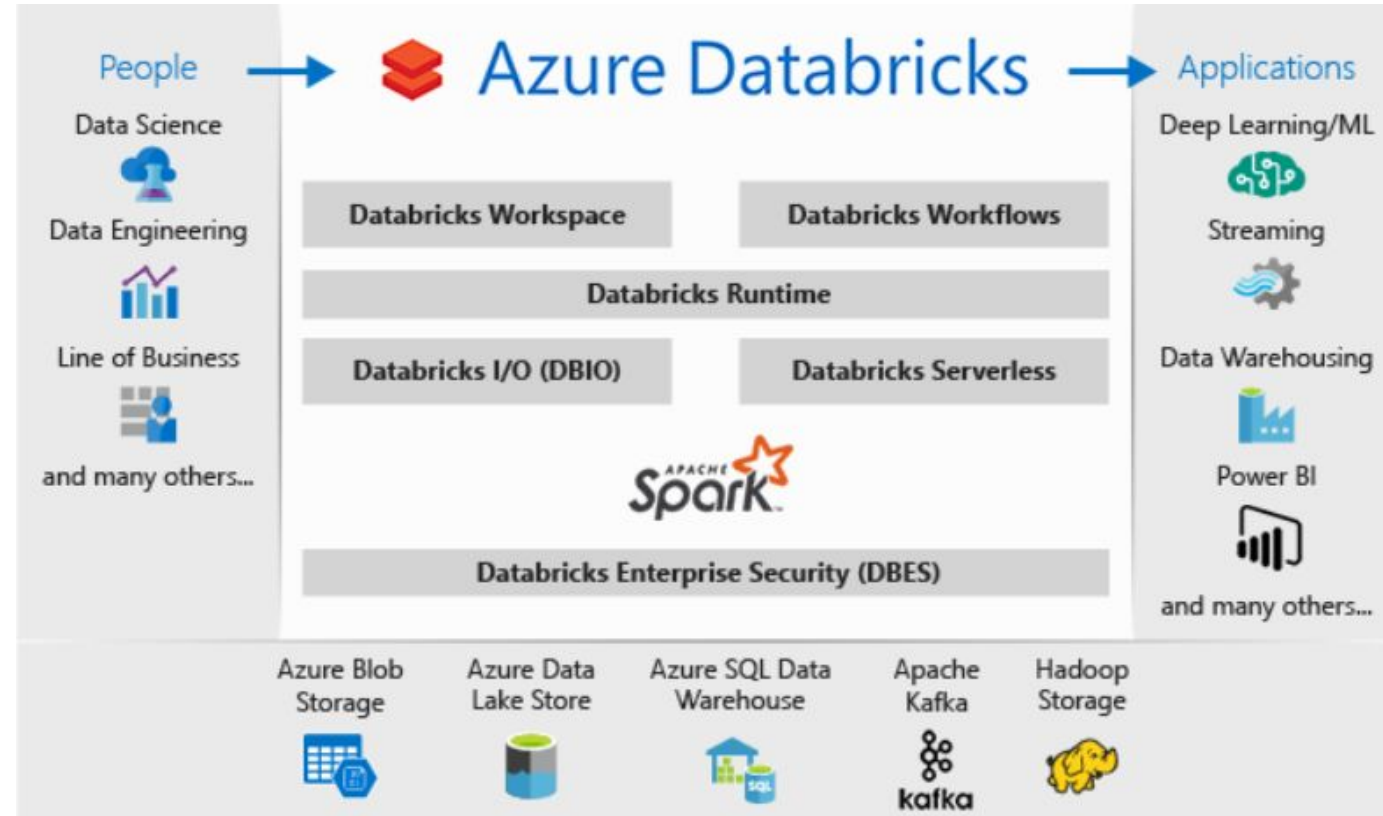 People
Azure Databricks
Applications
Data Science
Data Engineering
Line of Business
and many others...
Databricks Workspace
Databricks Workflows
Databricks Runtime
Databricks I/O (DBIO)
Databricks Serverless
APACHE
Spark™
Databricks Enterprise Security (DBES)
Deep Learning/ML
Streaming
Data Warehousing
Power BI
and many others...
Azure Blob
Storage
Azure Data
Lake Store
Azure SQL Data
Warehouse
SQL
Apache
Kafka
kafka
Hadoop
Storage